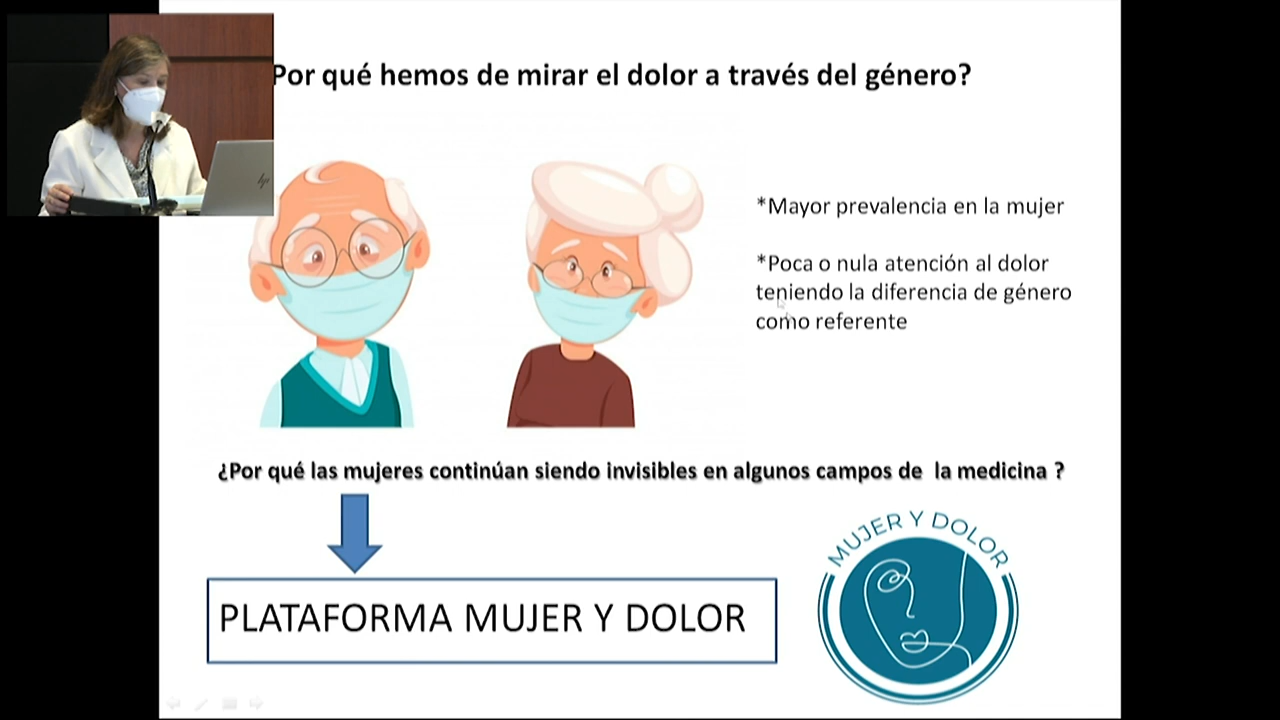 Por qué hemos de mirar el dolor a través del género?
*Mayor prevalencia en la mujer
*Poca o nula atención al dolor
teniendo la diferencia de género
como referente
¿Por qué las mujeres continúan siendo invisibles en algunos campos de la medicina ?
PLATAFORMA MUJER Y DOLOR
MUJER Y DOLOR
hp